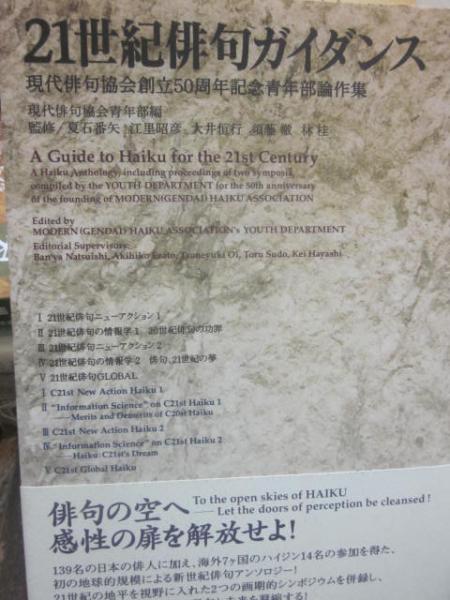 21世紀俳句ガイダンス
現代俳句協会創立50周年記念青年部論作集
現代俳句協会青年部編
監修/夏石番矢 江里昭彦 大井恒行 須藤徹 林桂
A Guide to Haiku for the 21st Century
A Haiku Anthology, including proceedings of two symposia,
compiled by the YOUTH DEPARTMENT for the 50th anniversary
of the founding of MODERN(GENDAI) HAIKU ASSOCIATION
Edited by
MODERN(GENDAI) HAIKU ASSOCIATION's YOUTH DEPARTMENT
Editorial Supervisory:
Ban'ya Natsuishi, Akihiko Ezato, Tsuneyuki Oi, Toru Sudo, Kei Hayashi
I 21世紀俳句ニューアクション1
II 21世紀俳句の情報学1 20世紀俳句の功罪
III 21世紀俳句ニューアクション2
IV 21世紀俳句の情報学2 俳句、21世紀の夢
V 21世紀俳句GLOBAL
I C21st New Action Haiku 1
II "Information Science" on C21st Haiku 1
——Merits and Demerits of C20st Haiku
III C21st New Action Haiku 2
IV "Information Science" on C21st Haiku 2
——Haiku: C21st's Dream
V C21st Global Haiku
俳句の空へ To the open skies of HAIKU
——Let the doors of perception be cleansed!
感性の扉を解放せよ!
139名の日本の俳人に加え、海外7ヶ国のハイジン14名の参加を得た、
初の地球的規模による新世紀俳句アンソロジー!
21世紀の地平を視野に入れた2つの画期的シンポジウムを併録し、